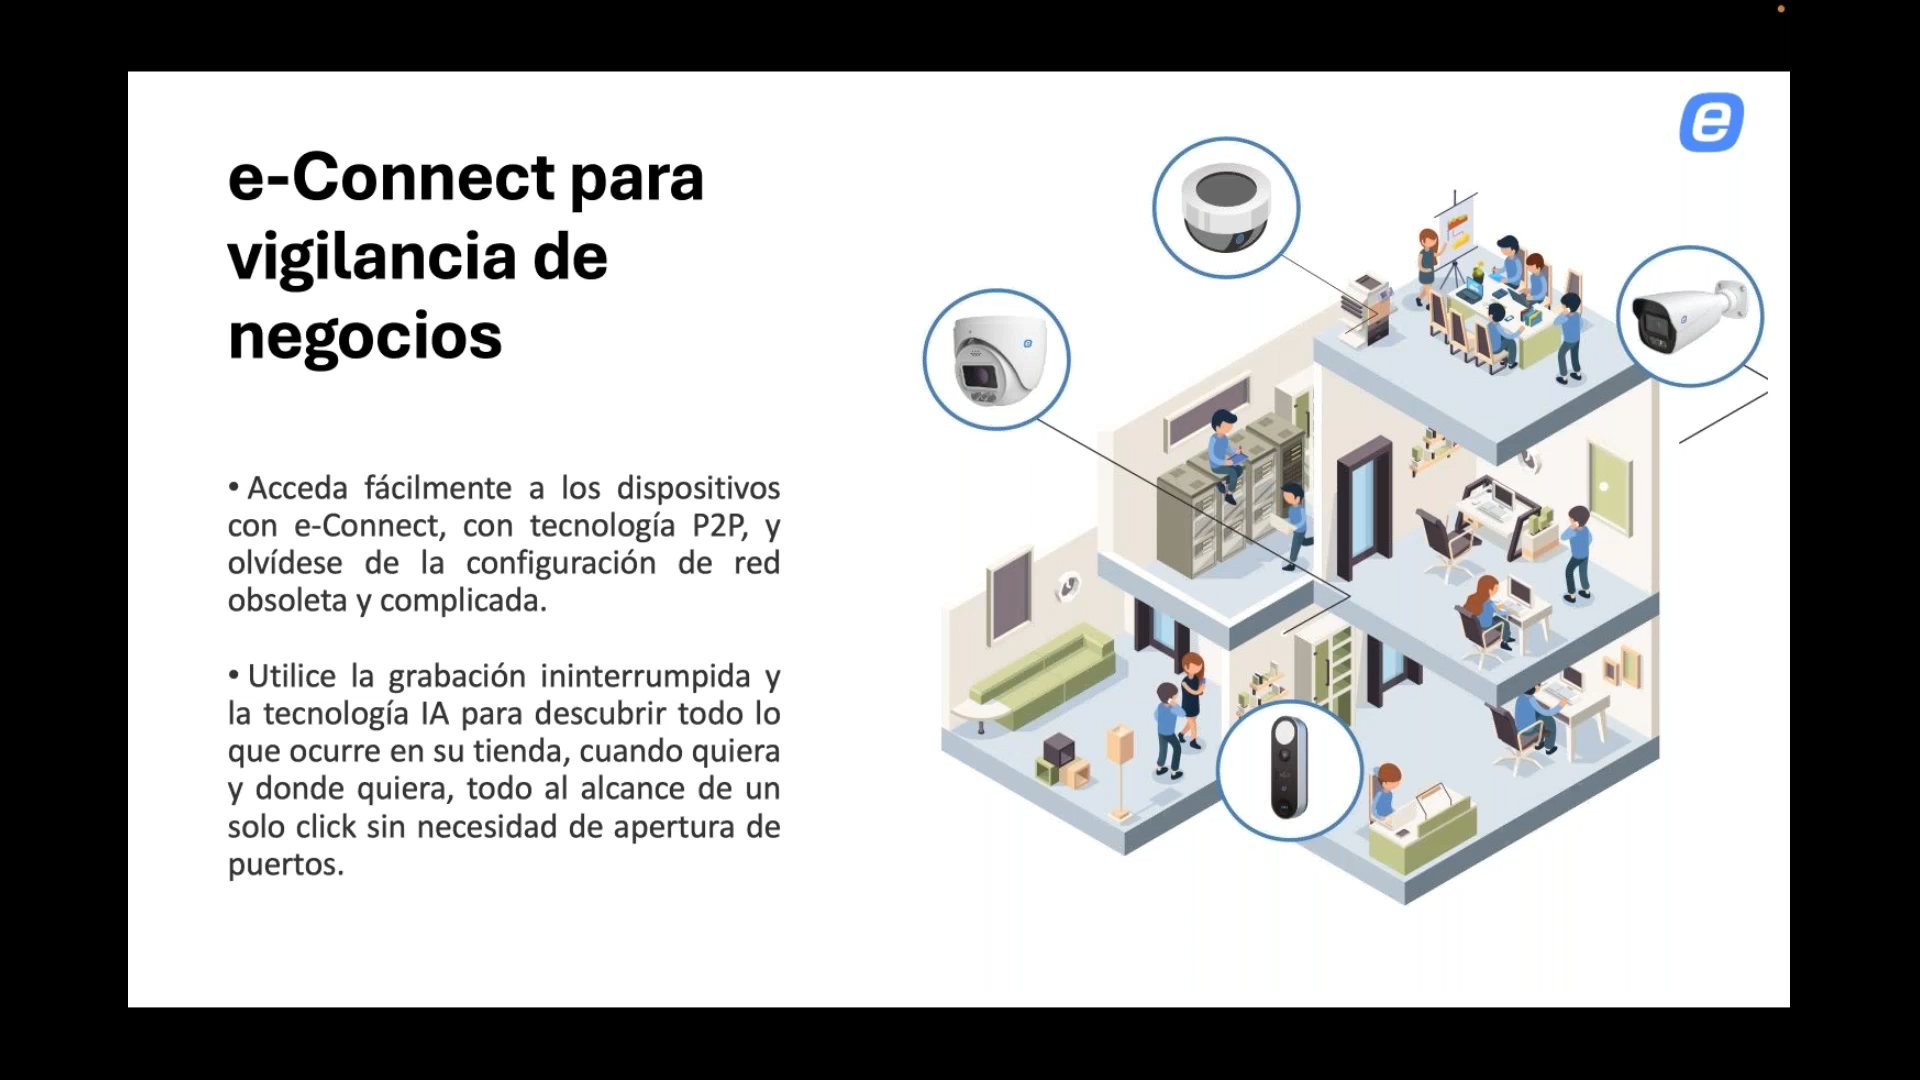 e
e-Connect para
vigilancia de
negocios
• Acceda fácilmente a los dispositivos
con e-Connect, con tecnología P2P, y
olvídese de la configuración de red
obsoleta y complicada.
• Utilice la grabación ininterrumpida y
la tecnología IA para descubrir todo lo
que ocurre en su tienda, cuando quiera
y donde quiera, todo al alcance de un
solo click sin necesidad de apertura de
puertos.